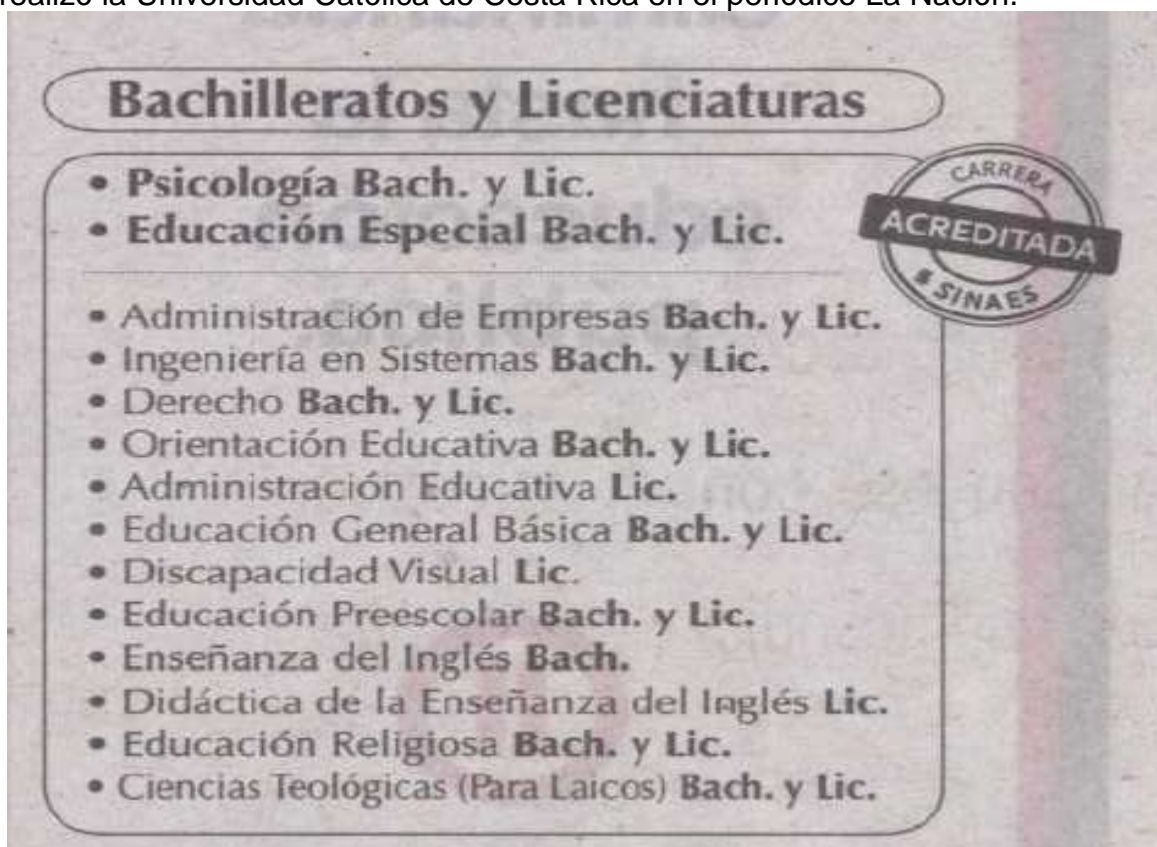 realizó la Universidad Católica de Costa Rica en el periódico La Nación.
Bachilleratos y Licenciaturas
• Psicología Bach. y Lic.
• Educación Especial Bach. y Lic.
CARRERA
ACREDITADA
SINAES
• Administración de Empresas Bach. y Lic.
• Ingeniería en Sistemas Bach. y Lic.
• Derecho Bach. y Lic.
• Orientación Educativa Bach. y Lic.
• Administración Educativa Lic.
• Educación General Básica Bach. y Lic.
• Discapacidad Visual Lic.
• Educación Preescolar Bach. y Lic.
• Enseñanza del Inglés Bach.
• Didáctica de la Enseñanza del Inglés Lic.
• Educación Religiosa Bach. y Lic.
• Ciencias Teológicas (Para Laicos) Bach. y Lic.